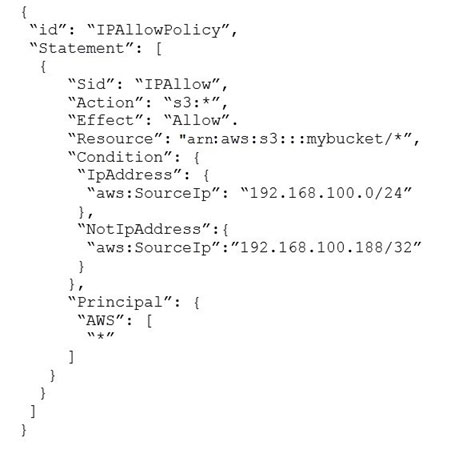 {
“id”: “IPAllowPolicy”,
“Statement”: [
{
“Sid”: “IPAllow”,
“Action”: “s3:*”,
“Effect”: “Allow”.
“Resource”: "arn:aws:s3:::mybucket/*”,
“Condition”: {
“IpAddress”: {
“aws:SourceIp”: “192.168.100.0/24”
},
“NotIpAddress”:{
“aws:SourceIp”:”192.168.100.188/32”
}
},
“Principal”: {
“AWS”: [
“*”
]
}
}
]
}